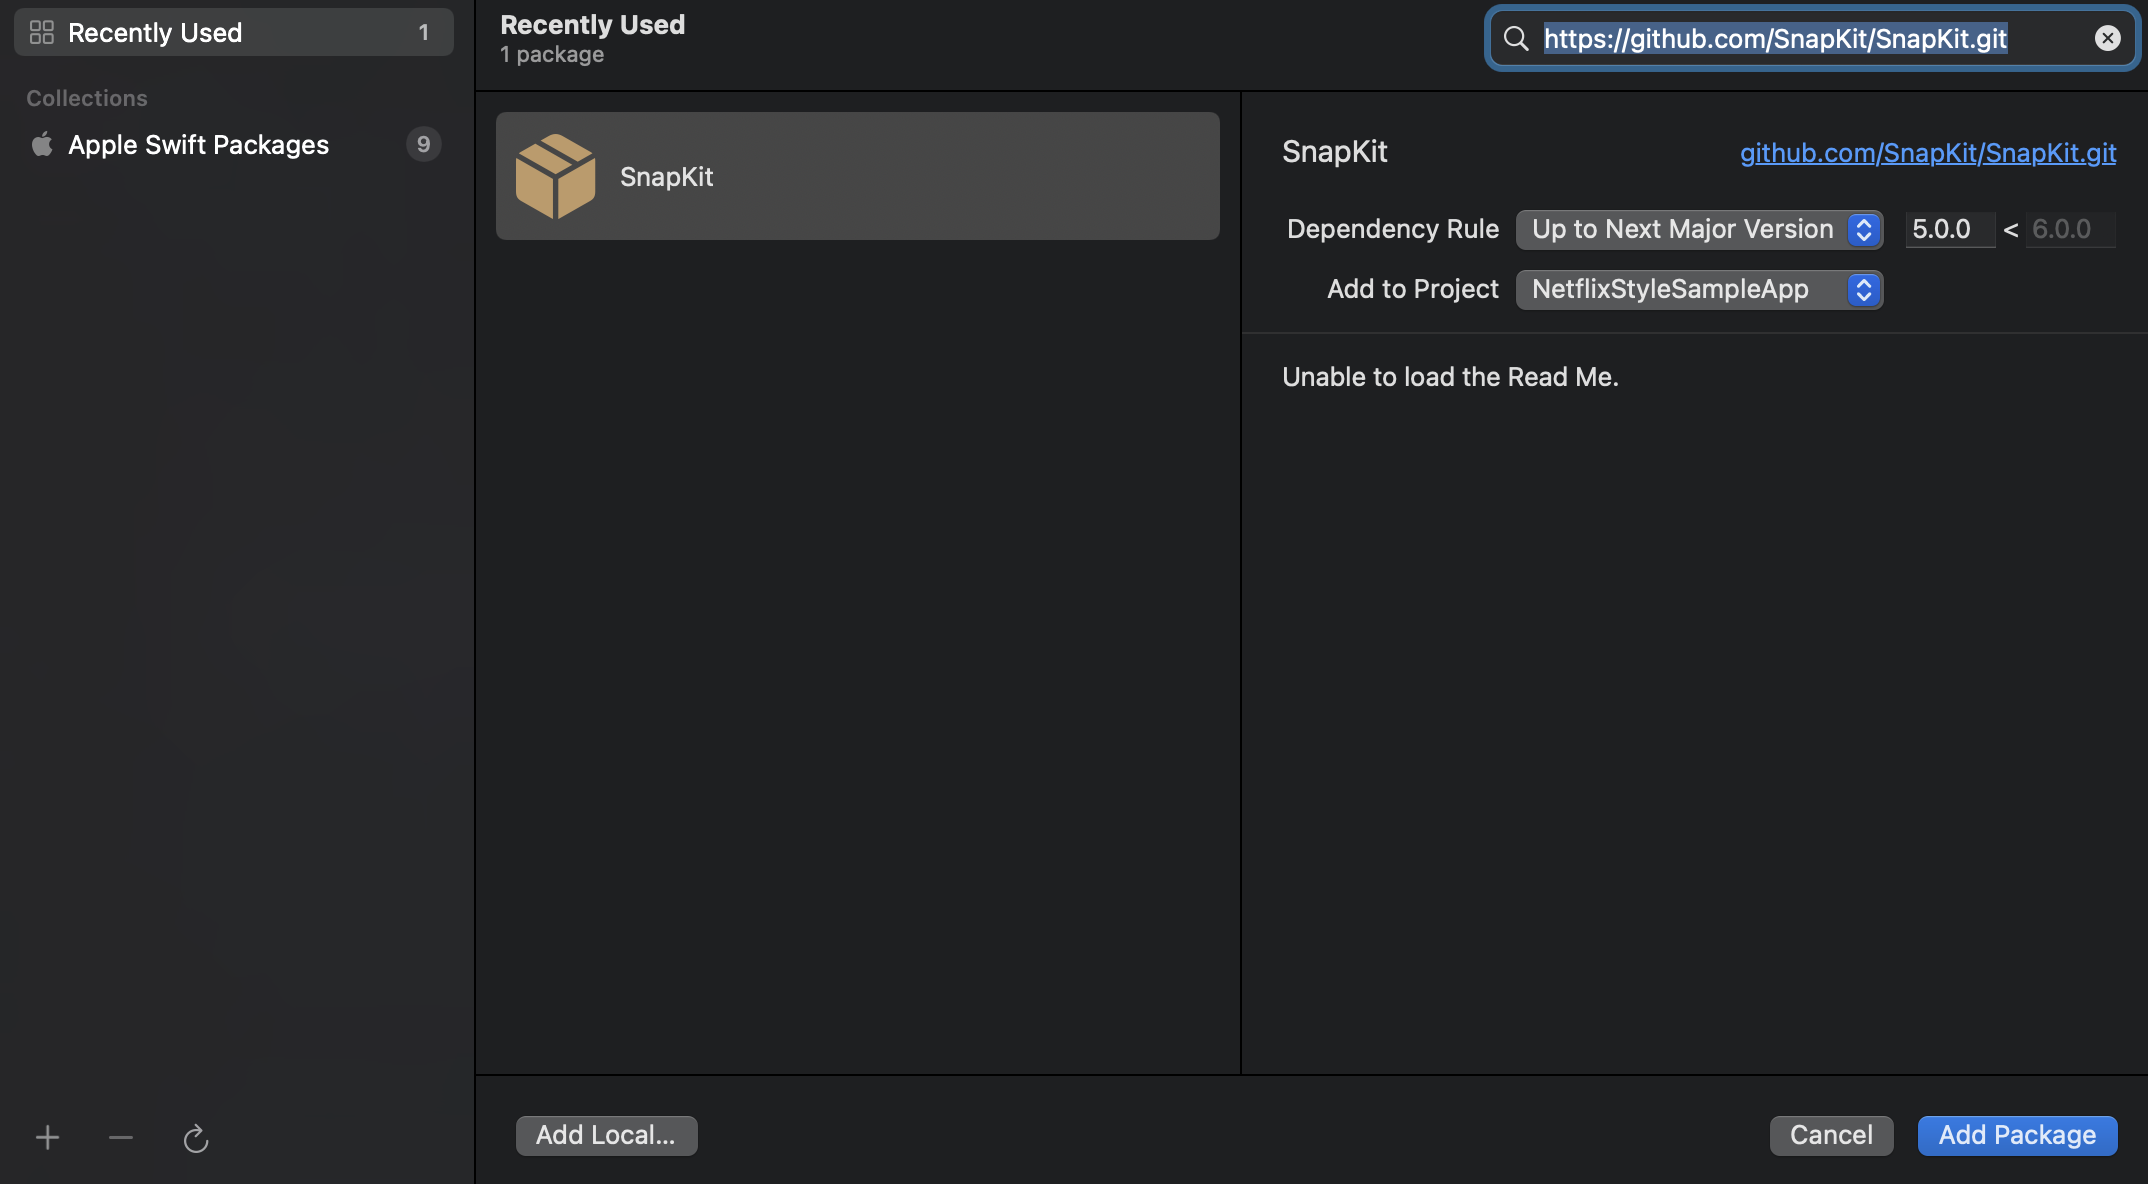 Recently Used 1
Collections
Apple Swift Packages 9
Recently Used
1 package
https://github.com/SnapKit/SnapKit.git
SnapKit
SnapKit github.com/SnapKit/SnapKit.git
Dependency Rule Up to Next Major Version 5.0.0 < 6.0.0
Add to Project NetflixStyleSampleApp
Unable to load the Read Me.
Add Local... Cancel Add Package